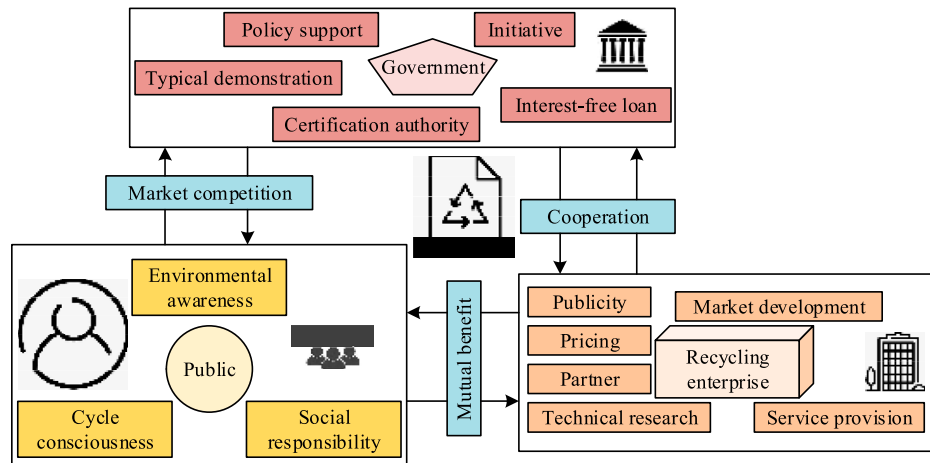 Policy support
Initiative
Government
Typical demonstration
Interest-free loan
Certification authority
Market competition
Cooperation
Environmental
awareness
Public
Cycle
consciousness
Social
responsibility
Mutual benefit
Publicity
Market development
Pricing
Recycling
enterprise
Partner
Technical research
Service provision